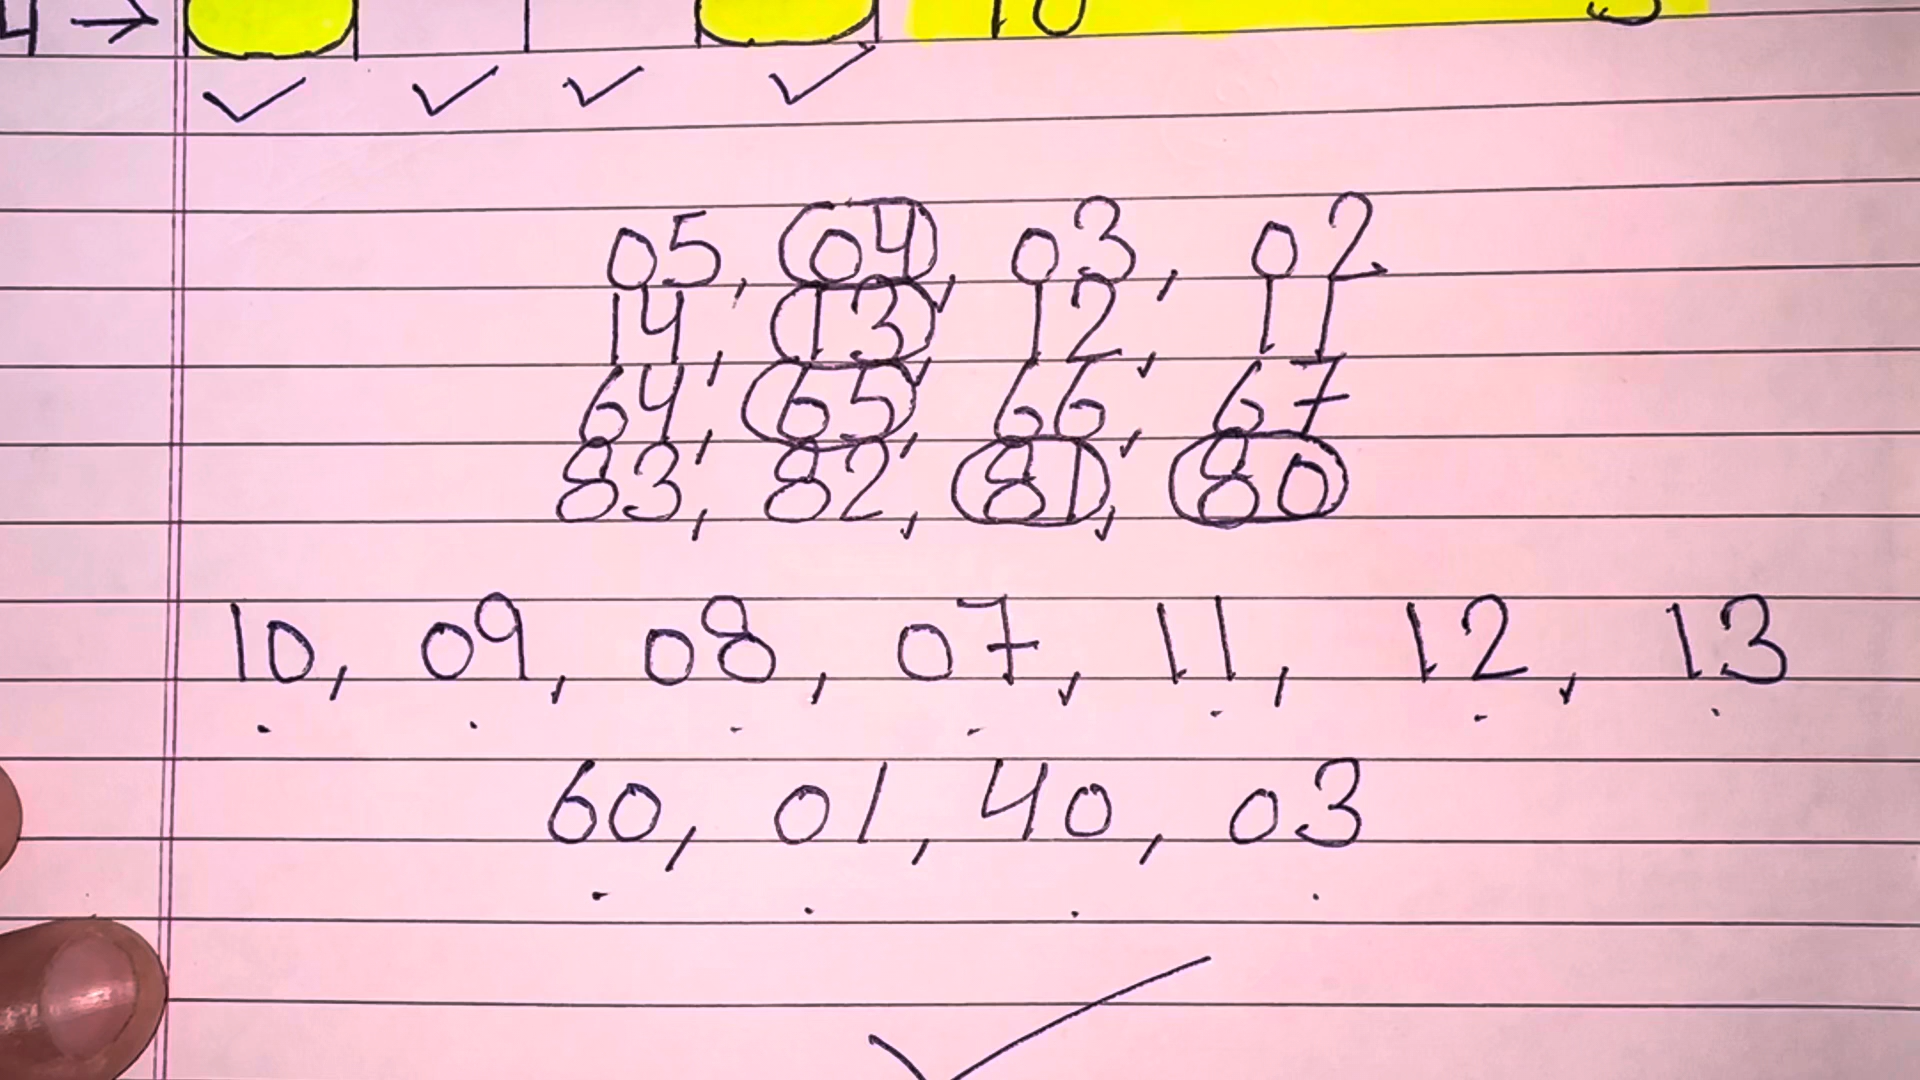 4 →
05, 04, 03, 02
14, 13, 12, 11
64, 65, 66, 67
83, 82, 81, 80
10, 09, 08, 07, 11, 12, 13
60, 01, 40, 03